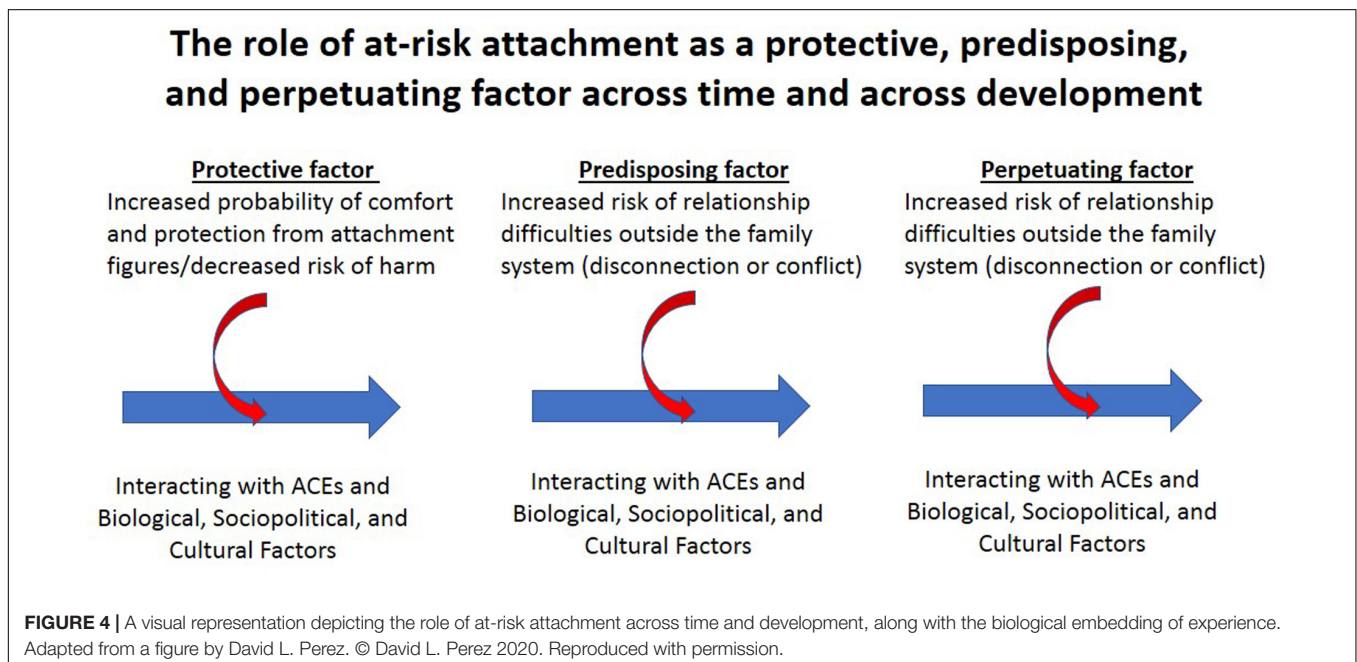 The role of at-risk attachment as a protective, predisposing,
and perpetuating factor across time and across development
Protective factor
Increased probability of comfort
and protection from attachment
figures/decreased risk of harm
Predisposing factor
Increased risk of relationship
difficulties outside the family
system (disconnection or conflict)
Perpetuating factor
Increased risk of relationship
difficulties outside the family
system (disconnection or conflict)
Interacting with ACEs and
Biological, Sociopolitical, and
Cultural Factors
Interacting with ACEs and
Biological, Sociopolitical, and
Cultural Factors
Interacting with ACEs and
Biological, Sociopolitical, and
Cultural Factors
FIGURE 4 | A visual representation depicting the role of at-risk attachment across time and development, along with the biological embedding of experience.
Adapted from a figure by David L. Perez. © David L. Perez 2020. Reproduced with permission.